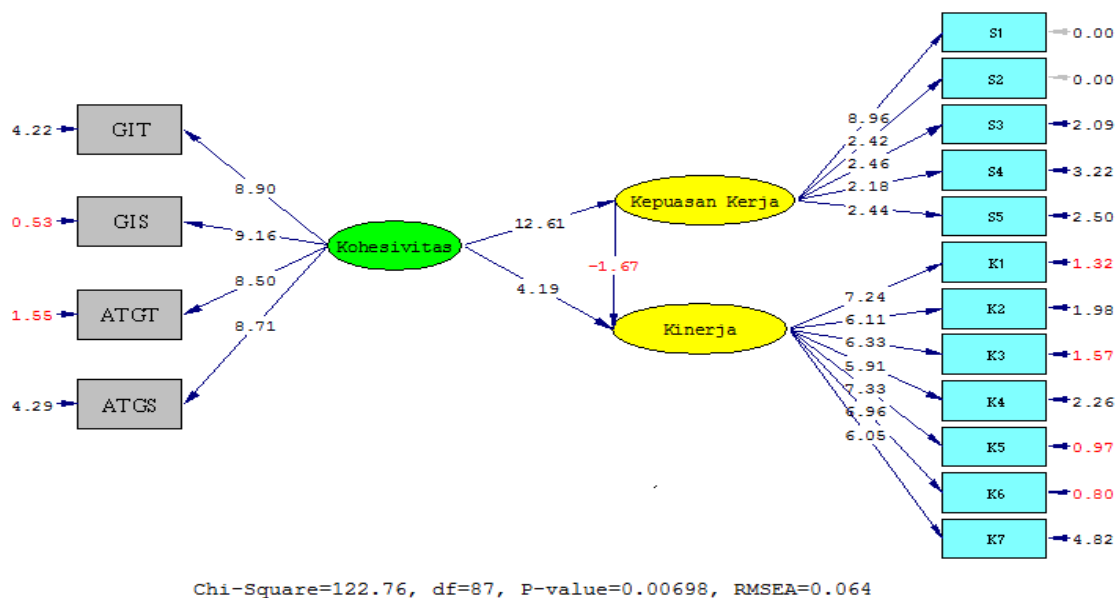 S1
0.00
S2
0.00
4.22
GIT
8.96
S3
2.09
2.42
2.46
S4
3.22
8.90
2.18
Kepuasan Kerja
2.44
0.53
GIS
12.61
S5
2.50
9.16
Kohesivitas
-1.67
K1
1.32
8.50
4.19
7.24
1.55
ATGT
8.71
6.11
K2
1.98
Kinerja
6.33
K3
1.57
5.91
7.33
K4
2.26
4.29
ATGS
6.96
6.05
K5
0.97
K6
0.80
K7
4.82
Chi-Square=122.76, df=87, P-value=0.00698, RMSEA=0.064